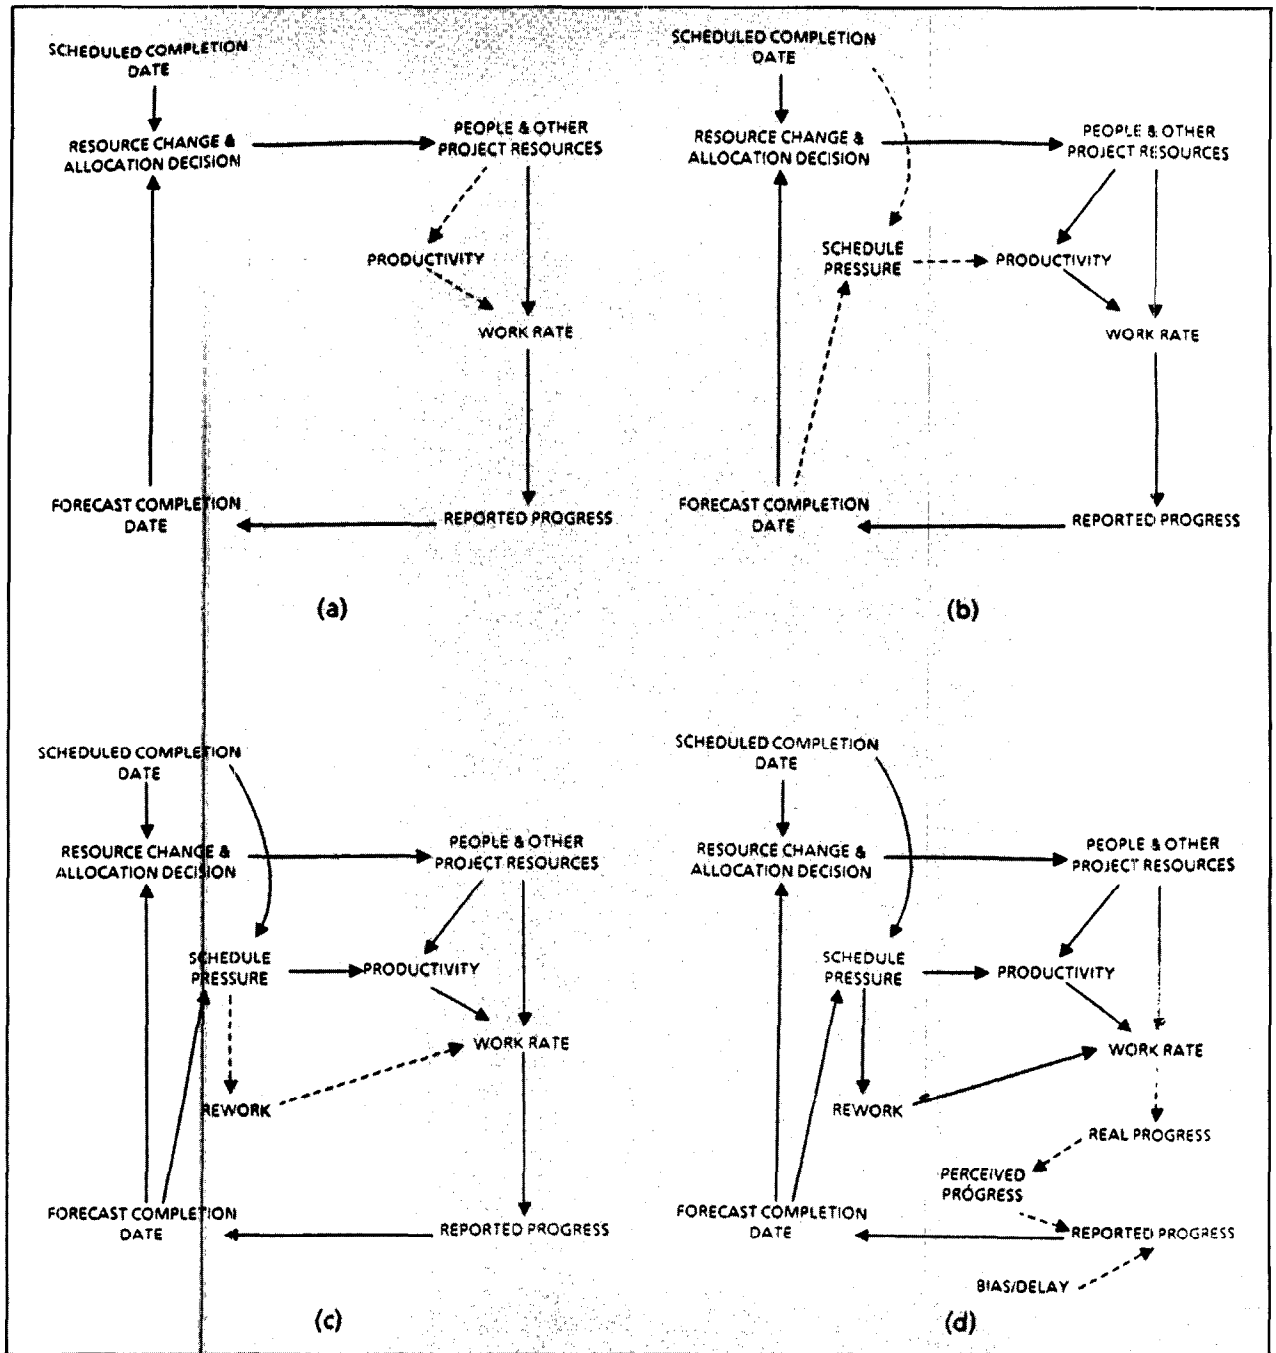 SCHEDULED COMPLETION
DATE
RESOURCE CHANGE &
ALLOCATION DECISION
PEOPLE & OTHER
PROJECT RESOURCES
PRODUCTIVITY
WORK RATE
FORECAST COMPLETION
DATE
REPORTED PROGRESS
(a)
SCHEDULED COMPLETION
DATE
RESOURCE CHANGE &
ALLOCATION DECISION
PEOPLE & OTHER
PROJECT RESOURCES
SCHEDULE
PRESSURE
PRODUCTIVITY
WORK RATE
FORECAST COMPLETION
DATE
REPORTED PROGRESS
(b)
SCHEDULED COMPLETION
DATE
RESOURCE CHANGE &
ALLOCATION DECISION
PEOPLE & OTHER
PROJECT RESOURCES
SCHEDULE
PRESSURE
PRODUCTIVITY
WORK RATE
REWORK
FORECAST COMPLETION
DATE
REPORTED PROGRESS
(c)
SCHEDULED COMPLETION
DATE
RESOURCE CHANGE &
ALLOCATION DECISION
PEOPLE & OTHER
PROJECT RESOURCES
SCHEDULE
PRESSURE
PRODUCTIVITY
WORK RATE
REWORK
REAL PROGRESS
PERCEIVED
PROGRESS
FORECAST COMPLETION
DATE
REPORTED PROGRESS
BIAS/DELAY
(d)